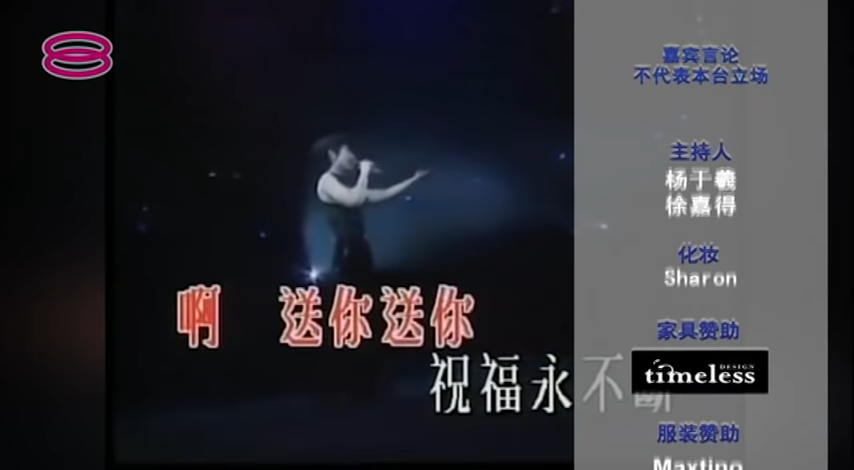 啊 送你送你
祝福永不斷
嘉宾言论
不代表本台立场
主持人
杨于羲
徐嘉得
化妆
Sharon
家具赞助
timeless
DESIGN
服装赞助